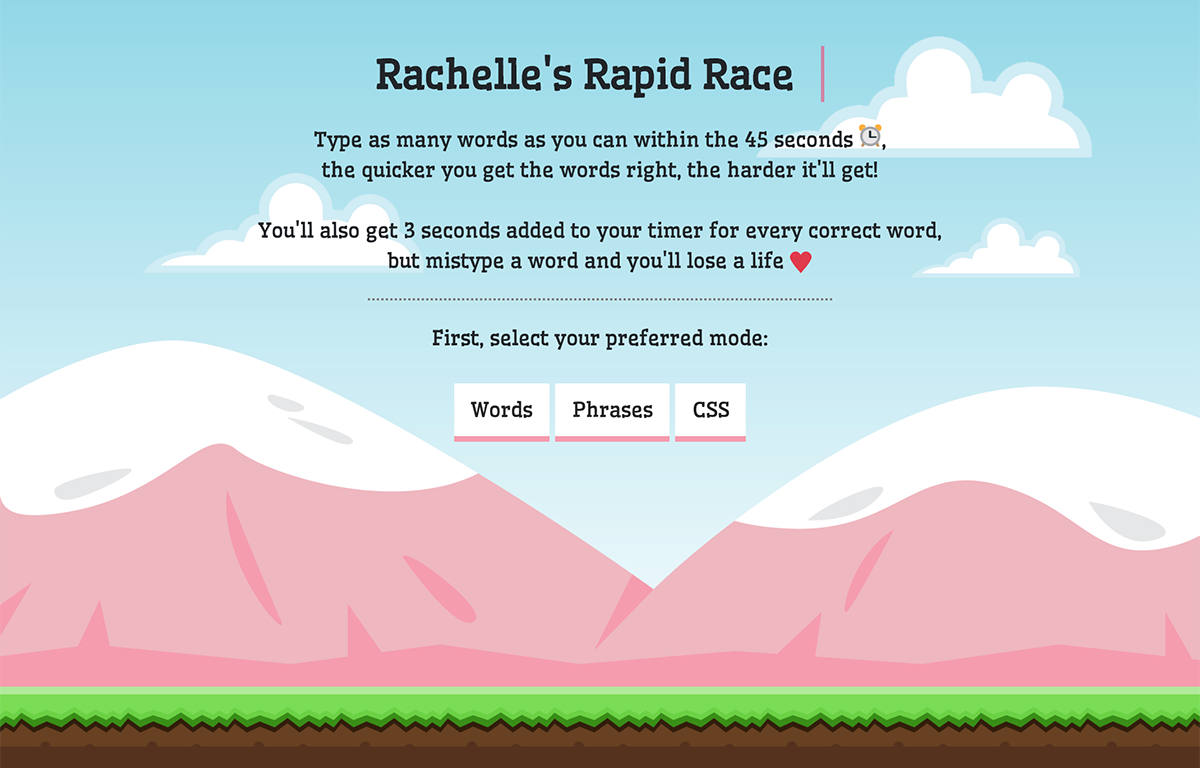 Rachelle's Rapid Race
Type as many words as you can within the 45 seconds ⏰,
the quicker you get the words right, the harder it'll get!
You'll also get 3 seconds added to your timer for every correct word,
but mistype a word and you'll lose a life ♥
First, select your preferred mode:
Words Phrases CSS